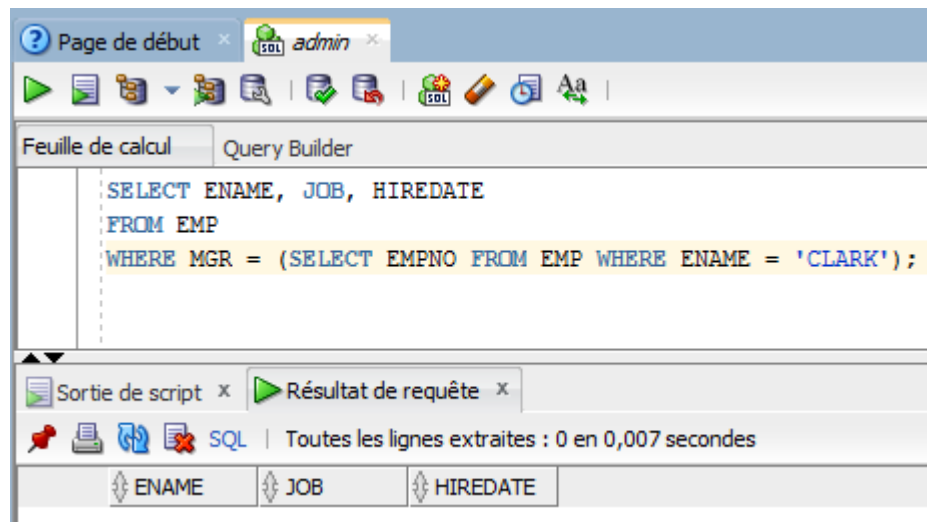 Page de début
admin
Feuille de calcul Query Builder
SELECT ENAME, JOB, HIREDATE
FROM EMP
WHERE MGR = (SELECT EMPNO FROM EMP WHERE ENAME = 'CLARK');
Sortie de script x Résultat de requête x
SQL | Toutes les lignes extraites : 0 en 0,007 secondes
ENAME JOB HIREDATE